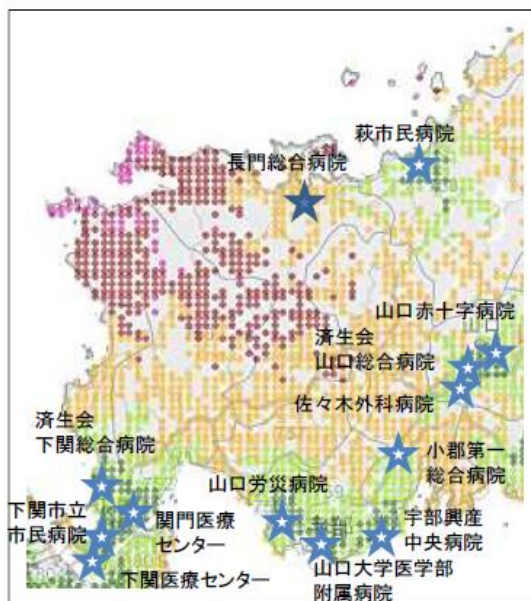 萩市民病院
長門総合病院
山口赤十字病院
済生会
山口総合病院
佐々木外科病院
小郡第一
総合病院
済生会
下関総合病院
山口労災病院
下関市立
市民病院
関門医療
センター
宇部興産
中央病院
下関医療センター
山口大学医学部
附属病院